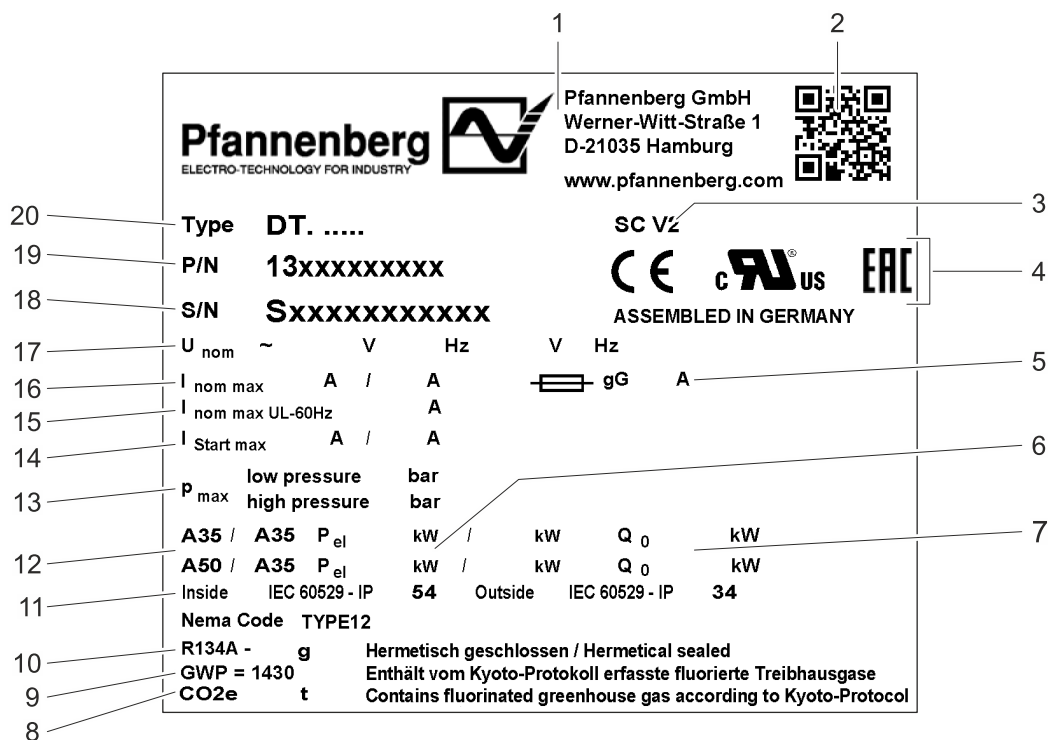 1 2
Pfannenberg
ELECTRO-TECHNOLOGY FOR INDUSTRY
Pfannenberg GmbH
Werner-Witt-Straße 1
D-21035 Hamburg
www.pfannenberg.com
20 Type DT. ..... SC V2 3
19 P/N 13xxxxxxxxx CE C RU ® US EAC 4
18 S/N Sxxxxxxxxxxx ASSEMBLED IN GERMANY
17 U nom ~ V Hz V Hz
16 I nom max A / A gG A 5
15 I nom max UL-60Hz A
14 I Start max A / A 6
13 p max low pressure bar
high pressure bar
12 A35 / A35 P el kW / kW Q 0 kW 7
A50 / A35 P el kW / kW Q 0 kW
11 Inside IEC 60529 - IP 54 Outside IEC 60529 - IP 34
Nema Code TYPE12
10 R134A - g Hermetisch geschlossen / Hermetical sealed
9 GWP = 1430 Enthält vom Kyoto-Protokoll erfasste fluorierte Treibhausgase
8 CO2e t Contains fluorinated greenhouse gas according to Kyoto-Protocol